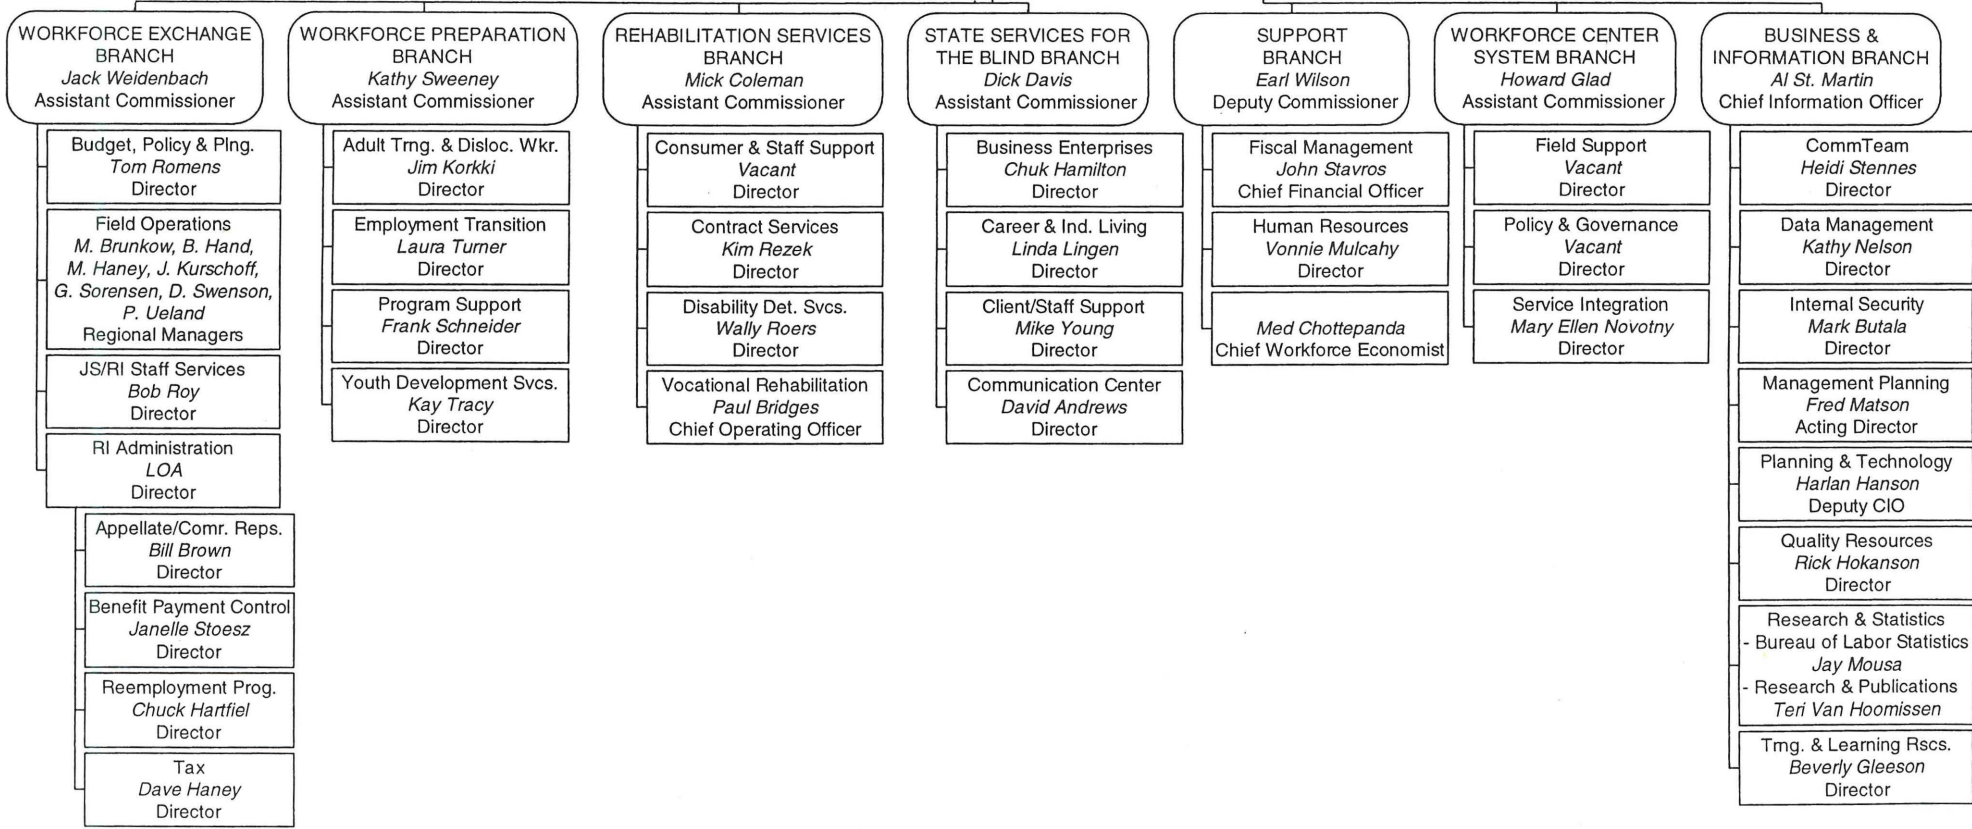 WORKFORCE EXCHANGE
BRANCH
Jack Weidenbach
Assistant Commissioner
Budget, Policy & Plng.
Tom Romens
Director
Field Operations
M. Brunkow, B. Hand,
M. Haney, J. Kurschoff,
G. Sorensen, D. Swenson,
P. Ueland
Regional Managers
JS/RI Staff Services
Bob Roy
Director
RI Administration
LOA
Director
Appellate/Comr. Reps.
Bill Brown
Director
Benefit Payment Control
Janelle Stoesz
Director
Reemployment Prog.
Chuck Hartfiel
Director
Tax
Dave Haney
Director
WORKFORCE PREPARATION
BRANCH
Kathy Sweeney
Assistant Commissioner
Adult Trng. & Disloc. Wkr.
Jim Korkki
Director
Employment Transition
Laura Turner
Director
Program Support
Frank Schneider
Director
Youth Development Svcs.
Kay Tracy
Director
REHABILITATION SERVICES
BRANCH
Mick Coleman
Assistant Commissioner
Consumer & Staff Support
Vacant
Director
Contract Services
Kim Rezek
Director
Disability Det. Svcs.
Wally Roers
Director
Vocational Rehabilitation
Paul Bridges
Chief Operating Officer
STATE SERVICES FOR
THE BLIND BRANCH
Dick Davis
Assistant Commissioner
Business Enterprises
Chuk Hamilton
Director
Career & Ind. Living
Linda Lingen
Director
Client/Staff Support
Mike Young
Director
Communication Center
David Andrews
Director
SUPPORT
BRANCH
Earl Wilson
Deputy Commissioner
Fiscal Management
John Stavros
Chief Financial Officer
Human Resources
Vonnie Mulcahy
Director
Med Chottepanda
Chief Workforce Economist
WORKFORCE CENTER
SYSTEM BRANCH
Howard Glad
Assistant Commissioner
Field Support
Vacant
Director
Policy & Governance
Vacant
Director
Service Integration
Mary Ellen Novotny
Director
BUSINESS &
INFORMATION BRANCH
Al St. Martin
Chief Information Officer
CommTeam
Heidi Stennes
Director
Data Management
Kathy Nelson
Director
Internal Security
Mark Butala
Director
Management Planning
Fred Matson
Acting Director
Planning & Technology
Harlan Hanson
Deputy CIO
Quality Resources
Rick Hokanson
Director
Research & Statistics
- Bureau of Labor Statistics
Jay Mousa
- Research & Publications
Teri Van Hoomissen
Trng. & Learning Rscs.
Beverly Gleeson
Director